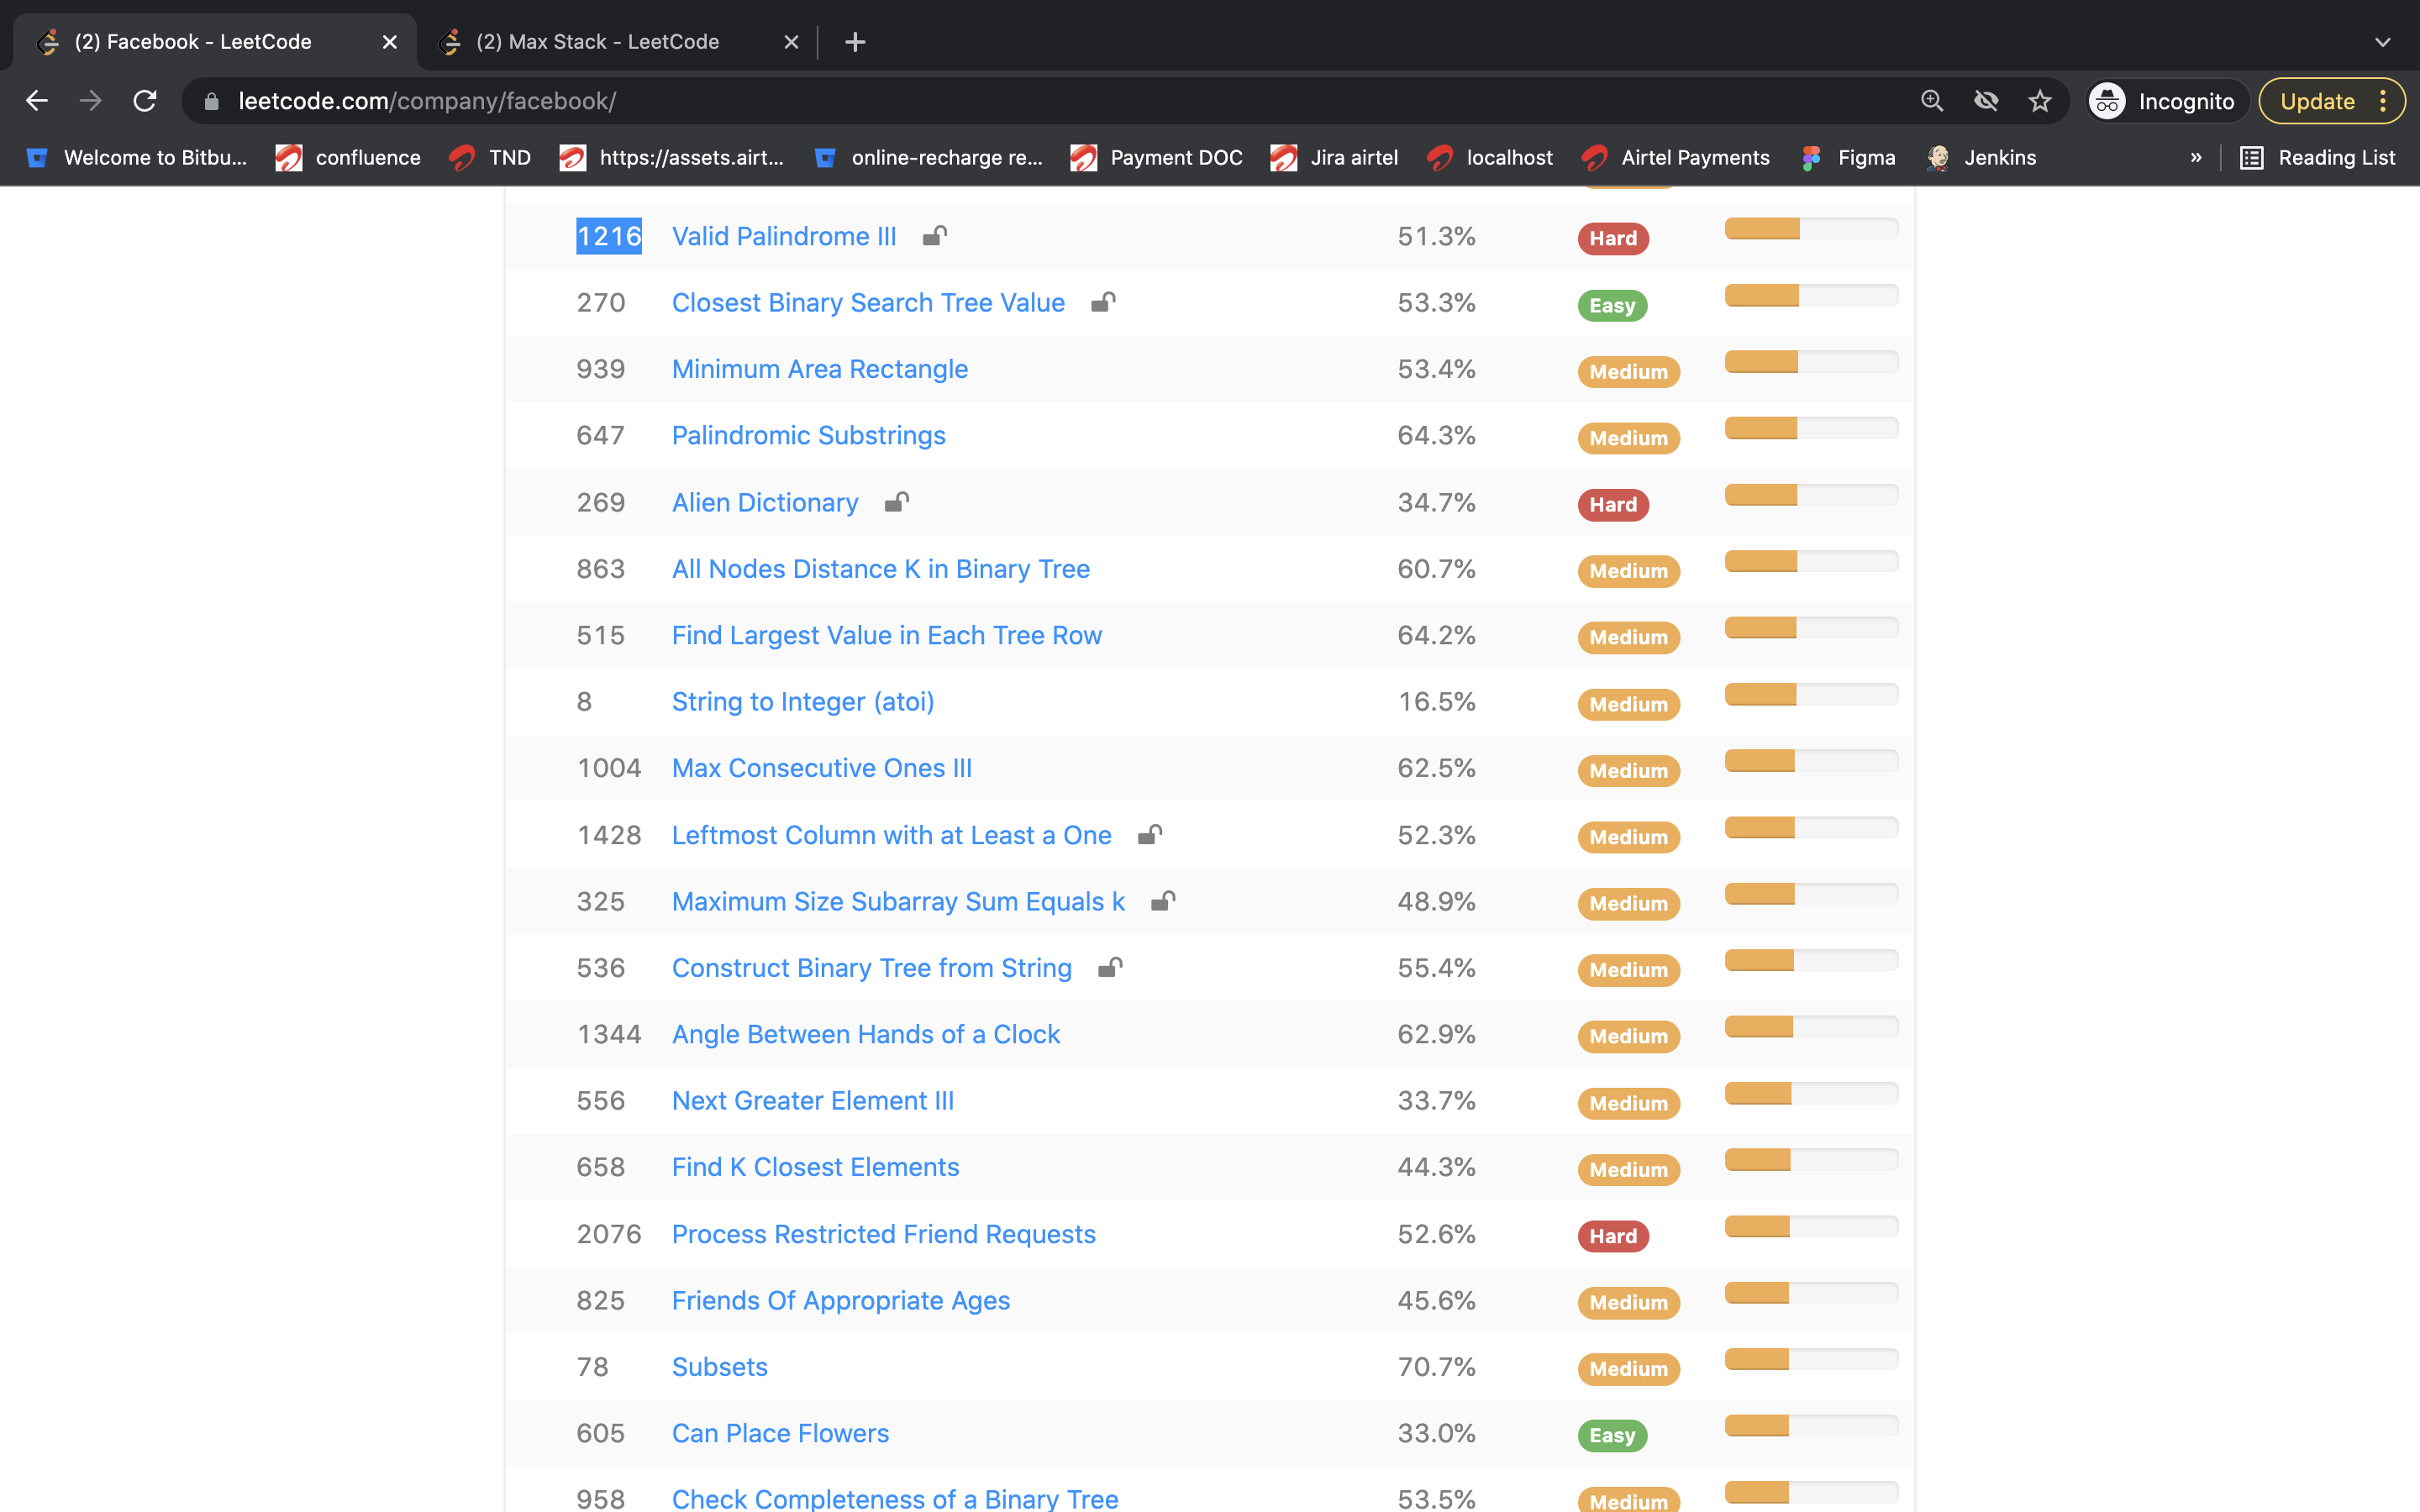 (2) Facebook - LeetCode
(2) Max Stack - LeetCode
leetcode.com/company/facebook/
Incognito
Update
Welcome to Bitbu...
confluence
TND
https://assets.airt...
online-recharge re...
Payment DOC
Jira airtel
localhost
Airtel Payments
Figma
Jenkins
»
Reading List
1216 Valid Palindrome III 51.3% Hard
270 Closest Binary Search Tree Value 53.3% Easy
939 Minimum Area Rectangle 53.4% Medium
647 Palindromic Substrings 64.3% Medium
269 Alien Dictionary 34.7% Hard
863 All Nodes Distance K in Binary Tree 60.7% Medium
515 Find Largest Value in Each Tree Row 64.2% Medium
8 String to Integer (atoi) 16.5% Medium
1004 Max Consecutive Ones III 62.5% Medium
1428 Leftmost Column with at Least a One 52.3% Medium
325 Maximum Size Subarray Sum Equals k 48.9% Medium
536 Construct Binary Tree from String 55.4% Medium
1344 Angle Between Hands of a Clock 62.9% Medium
556 Next Greater Element III 33.7% Medium
658 Find K Closest Elements 44.3% Medium
2076 Process Restricted Friend Requests 52.6% Hard
825 Friends Of Appropriate Ages 45.6% Medium
78 Subsets 70.7% Medium
605 Can Place Flowers 33.0% Easy
958 Check Completeness of a Binary Tree 53.5% Medium